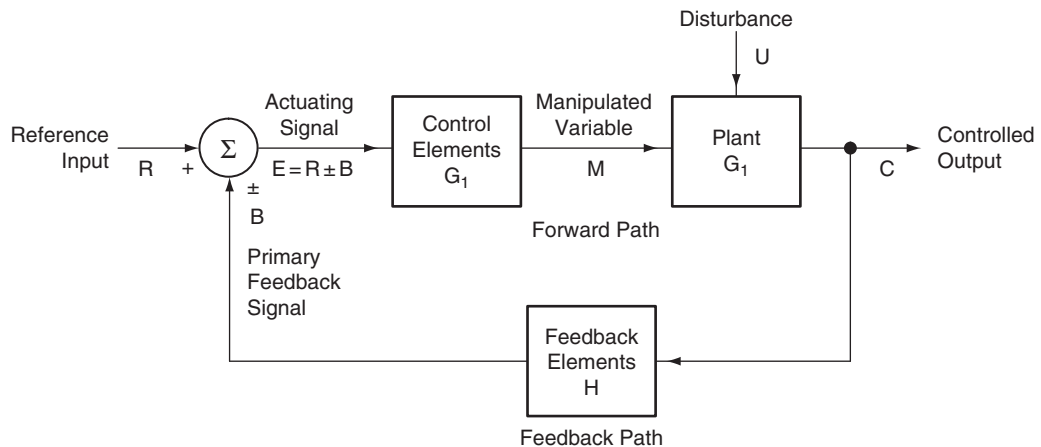 Disturbance
U
Reference
Input
R
+
Σ
±
B
Actuating
Signal
E = R ± B
Control
Elements
G₁
Manipulated
Variable
M
Plant
G₁
C
Controlled
Output
Forward Path
Primary
Feedback
Signal
Feedback
Elements
H
Feedback Path